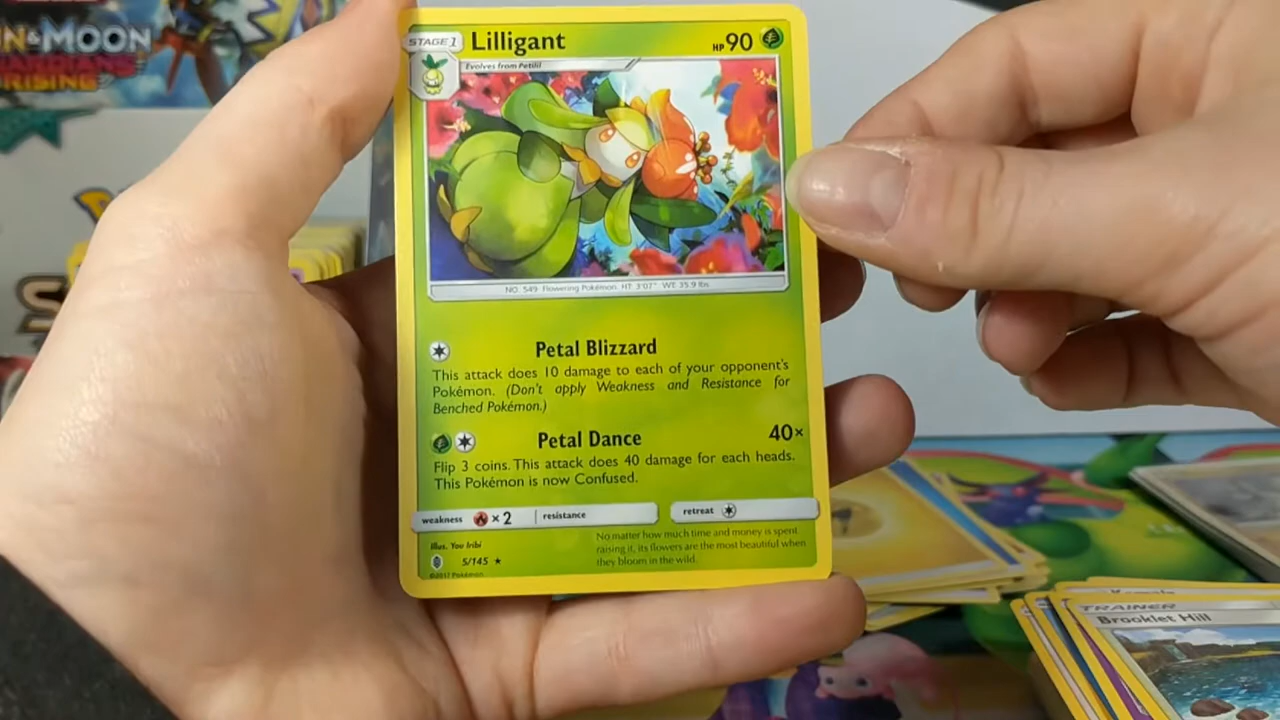 N & MOON
GUARDIANS
RISING
STAGE 1
Lilligant
HP 90
Evolves from Petilil
NO. 549 Flowering Pokémon HT: 3'07" WT: 35.9 lbs
Petal Blizzard
This attack does 10 damage to each of your opponent's
Pokémon. (Don't apply Weakness and Resistance for
Benched Pokémon.)
Petal Dance 40×
Flip 3 coins. This attack does 40 damage for each heads.
This Pokémon is now Confused.
weakness ×2 resistance
retreat
Illus. You Iribi
5/145 ★
©2017 Pokémon
No matter how much time and money is spent
raising it, its flowers are the most beautiful when
they bloom in the wild.
TRAINER
Brooklet Hill